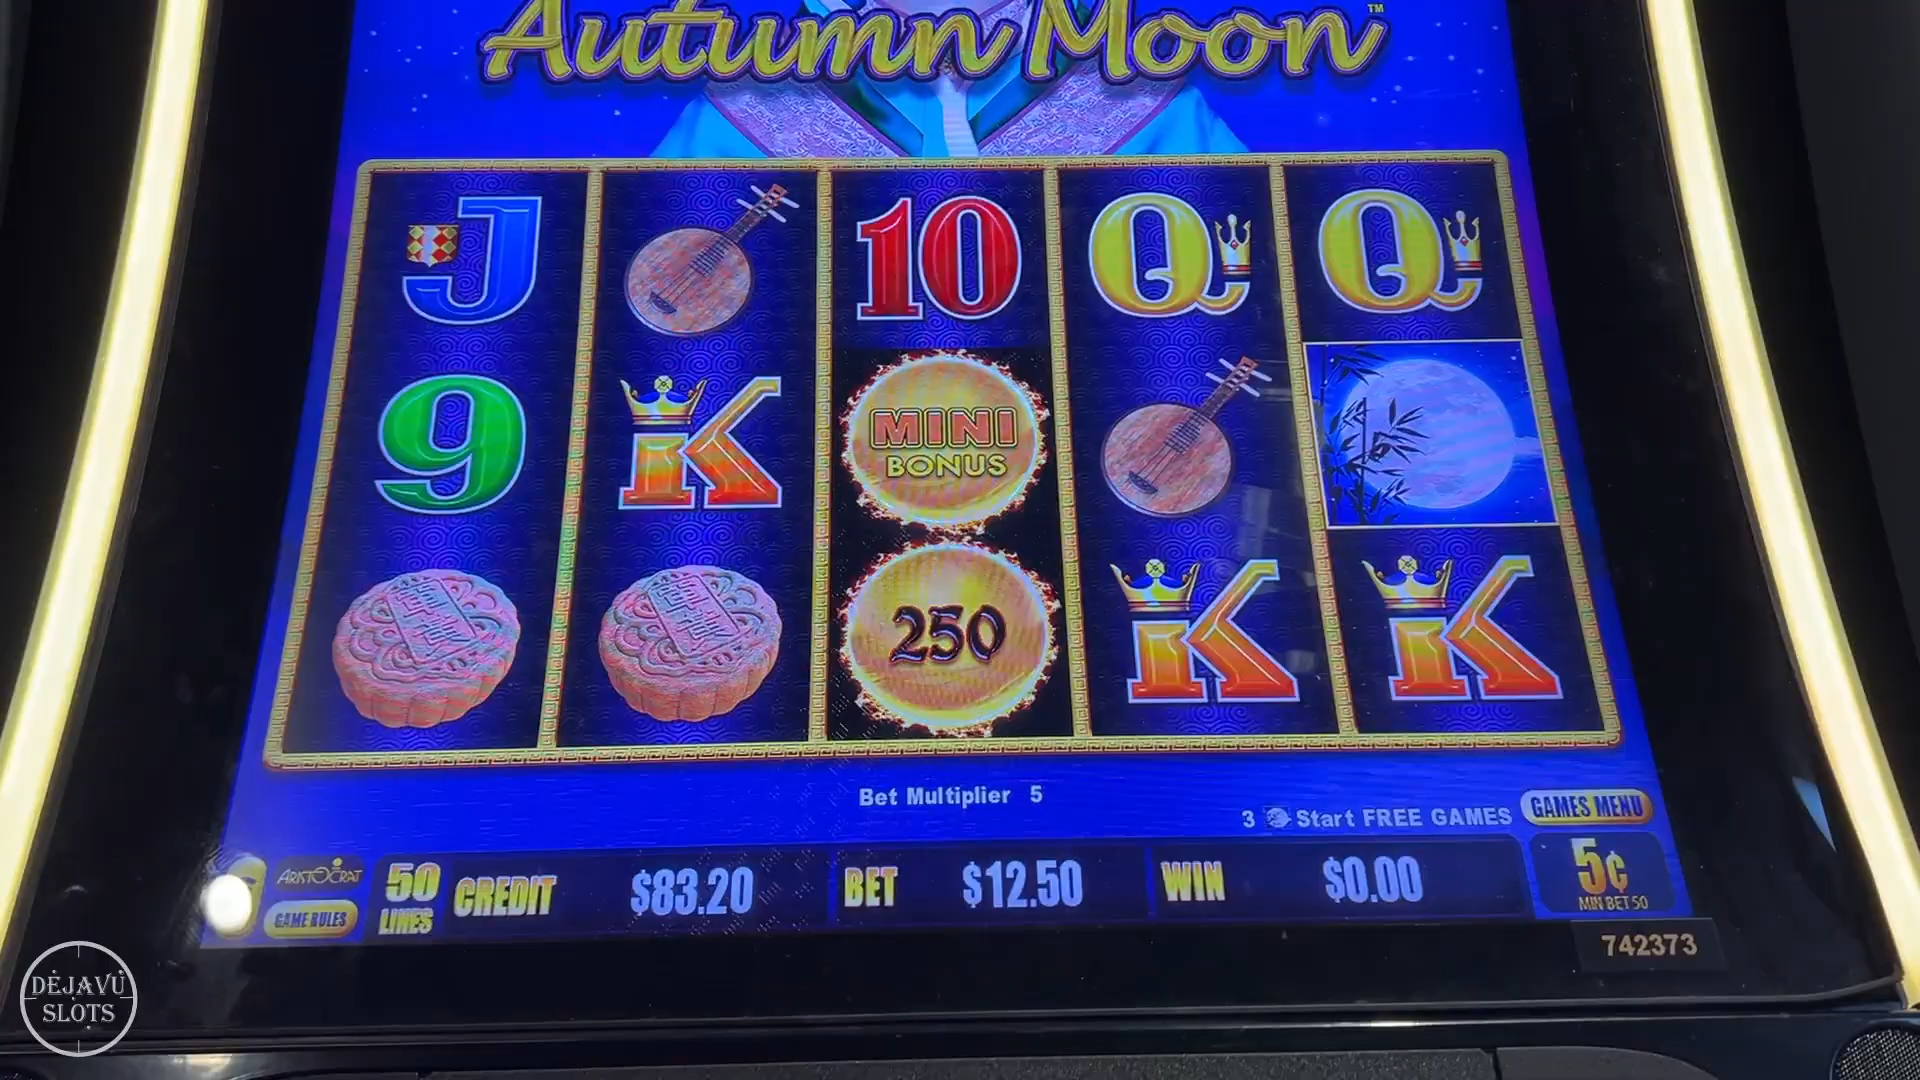 Autumn Moon™
J
10
Q
Q
9
K
MINI
BONUS
250
K
K
Bet Multiplier 5
3 Start FREE GAMES
GAMES MENU
ARISTOCRAT
GAME RULES
50
LINES
CREDIT $83.20
BET $12.50
WIN $0.00
5¢
MIN BET 50
742373
DEJAVU
SLOTS